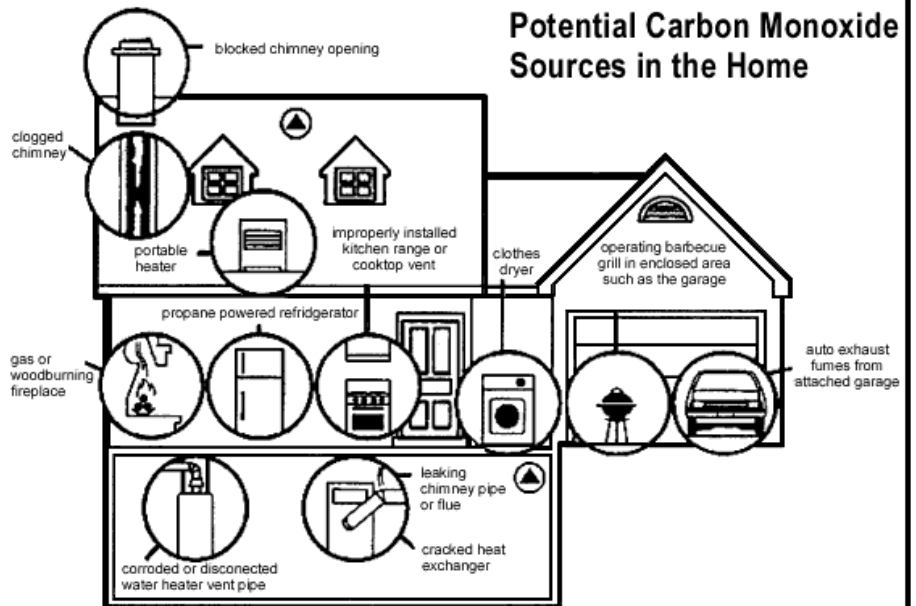 Potential Carbon Monoxide
Sources in the Home
blocked chimney opening
clogged
chimney
portable
heater
improperly installed
kitchen range or
cooktop vent
clothes
dryer
operating barbecue
grill in enclosed area
such as the garage
propane powered refridgerator
gas or
woodburning
fireplace
auto exhaust
fumes from
attached garage
leaking
chimney pipe
or flue
cracked heat
exchanger
corroded or disconected
water heater vent pipe